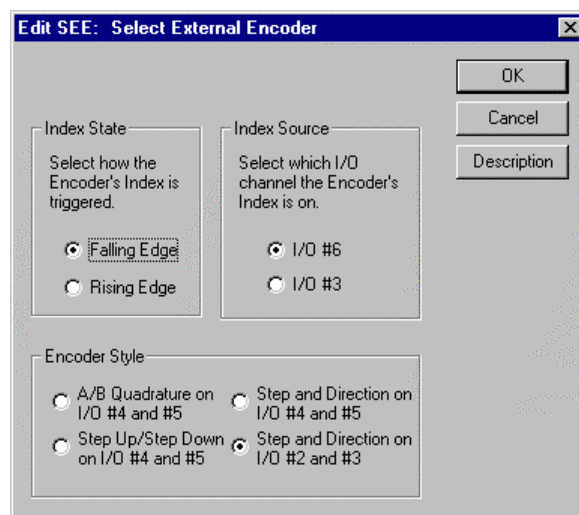 Edit SEE: Select External Encoder
OK
Cancel
Description
Index State
Select how the
Encoder's Index is
triggered.
Falling Edge
Rising Edge
Index Source
Select which I/O
channel the Encoder's
Index is on.
I/O #6
I/O #3
Encoder Style
A/B Quadrature on
I/O #4 and #5
Step and Direction on
I/O #4 and #5
Step Up/Step Down
on I/O #4 and #5
Step and Direction on
I/O #2 and #3